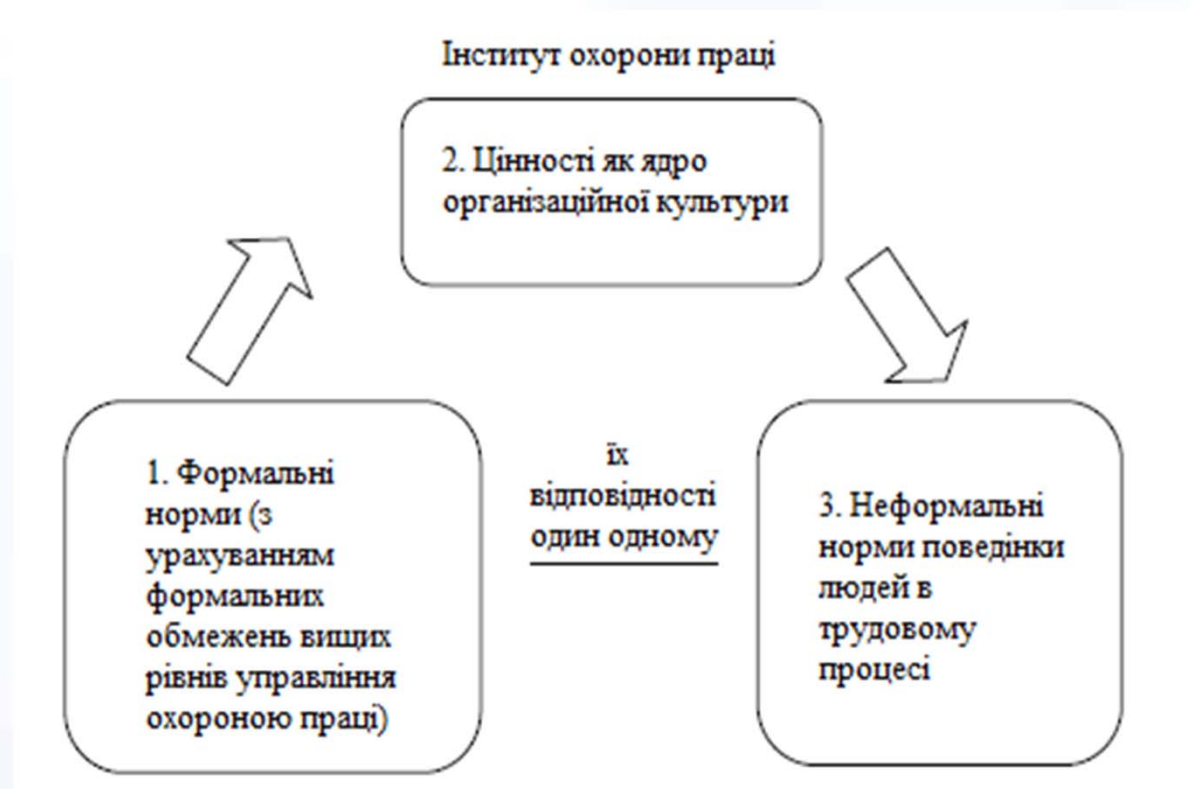 Інститут охорони праці
2. Цінності як ядро
організаційної культури
1. Формальні
норми (з
урахуванням
формальних
обмежень вищих
рівнів управління
охороною праці)
їх
відповідності
один одному
3. Неформальні
норми поведінки
людей в
трудовому
процесі